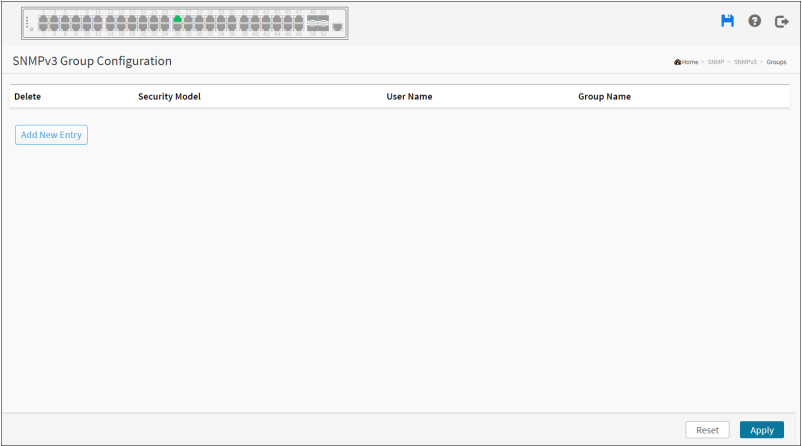 SNMPv3 Group Configuration
Home > SNMP > SNMPv3 > Groups
Delete Security Model User Name Group Name
Add New Entry
Reset Apply